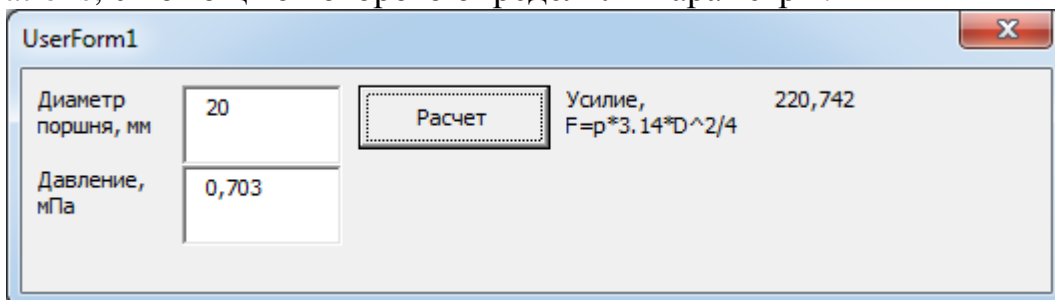 UserForm1
Диаметр
поршня, мм
20
Расчет
Усилие,
F=p*3.14*D^2/4
220,742
Давление,
мПа
0,703